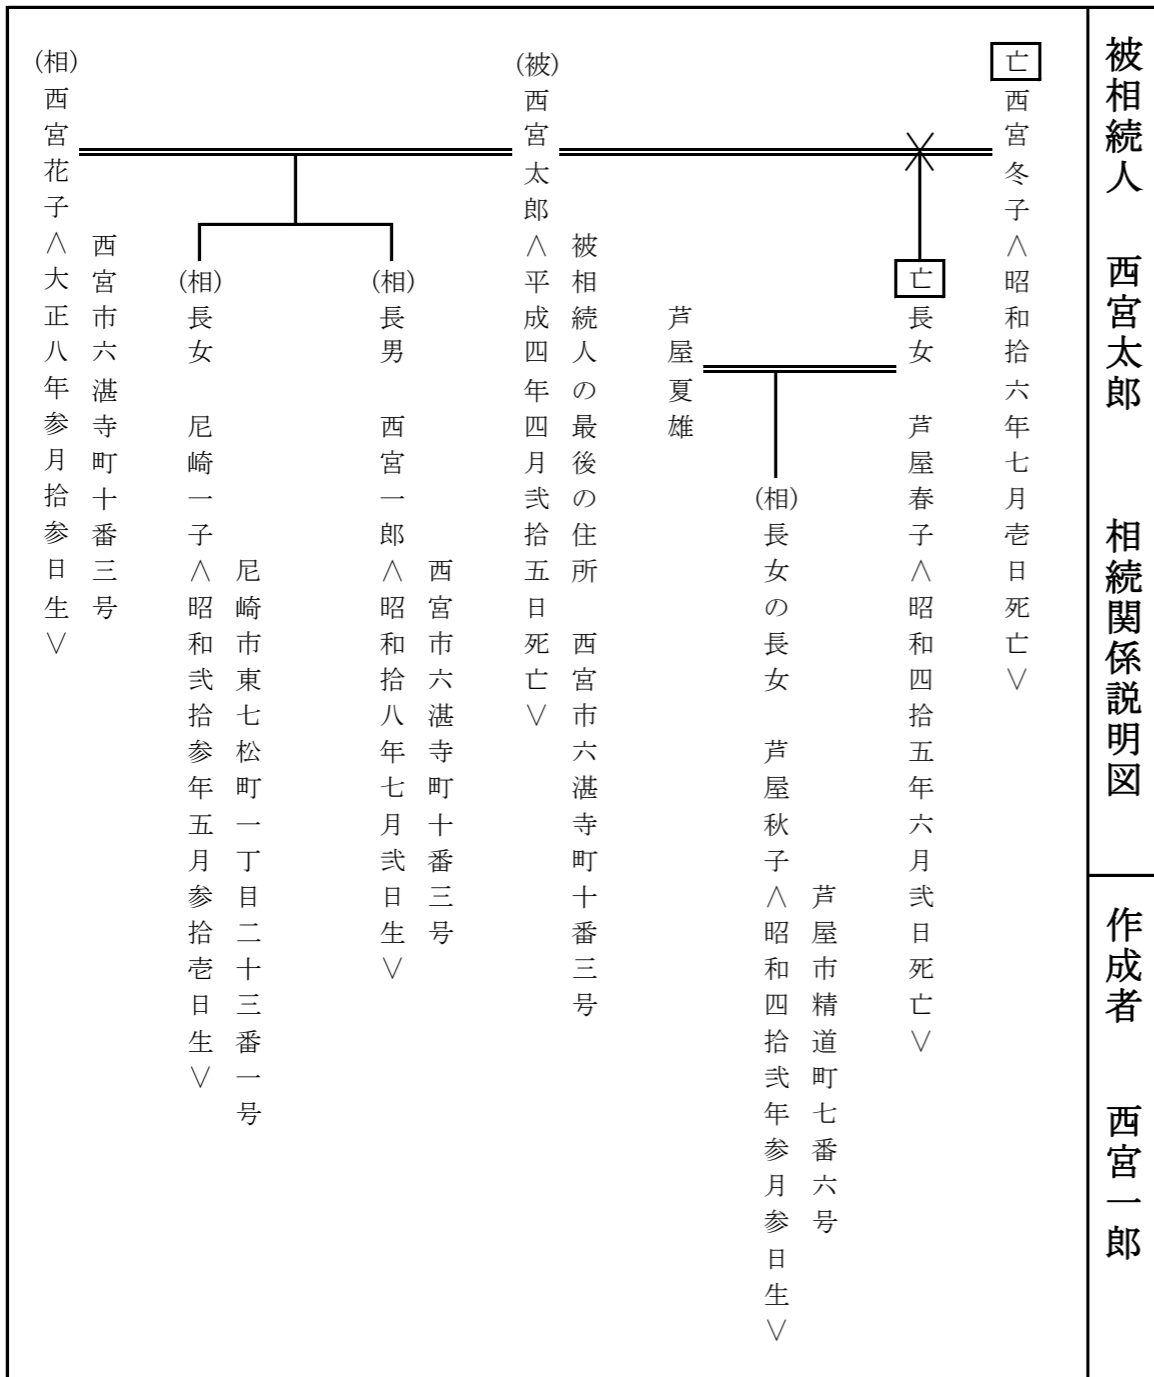 被相続人 西宮太郎 相続関係説明図
作成者 西宮一郎
亡 西宮冬子<昭和拾六年七月壱日死亡>
亡 長女 芦屋春子<昭和四拾五年六月弐日死亡>
芦屋市精道町七番六号
(相) 長女の長女 芦屋秋子<昭和四拾弐年参月参日生>
芦屋夏雄
被相続人の最後の住所 西宮市六湛寺町十番三号
(被) 西宮太郎<平成四年四月弐拾五日死亡>
西宮市六湛寺町十番三号
(相) 長男 西宮一郎<昭和拾八年七月弐日生>
尼崎市東七松町一丁目二十三番一号
(相) 長女 尼崎一子<昭和弐拾参年五月参拾壱日生>
西宮市六湛寺町十番三号
(相) 西宮花子<大正八年参月拾参日生>